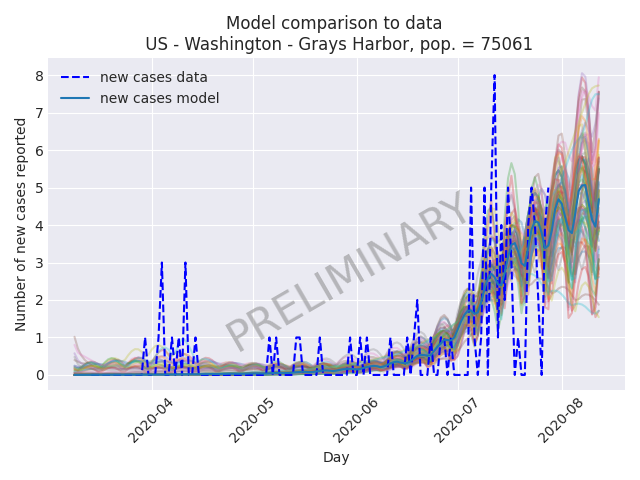 Model comparison to data
US - Washington - Grays Harbor, pop. = 75061
new cases data
new cases model
PRELIMINARY
Number of new cases reported
8
7
6
5
4
3
2
1
0
2020-04
2020-05
2020-06
2020-07
2020-08
Day